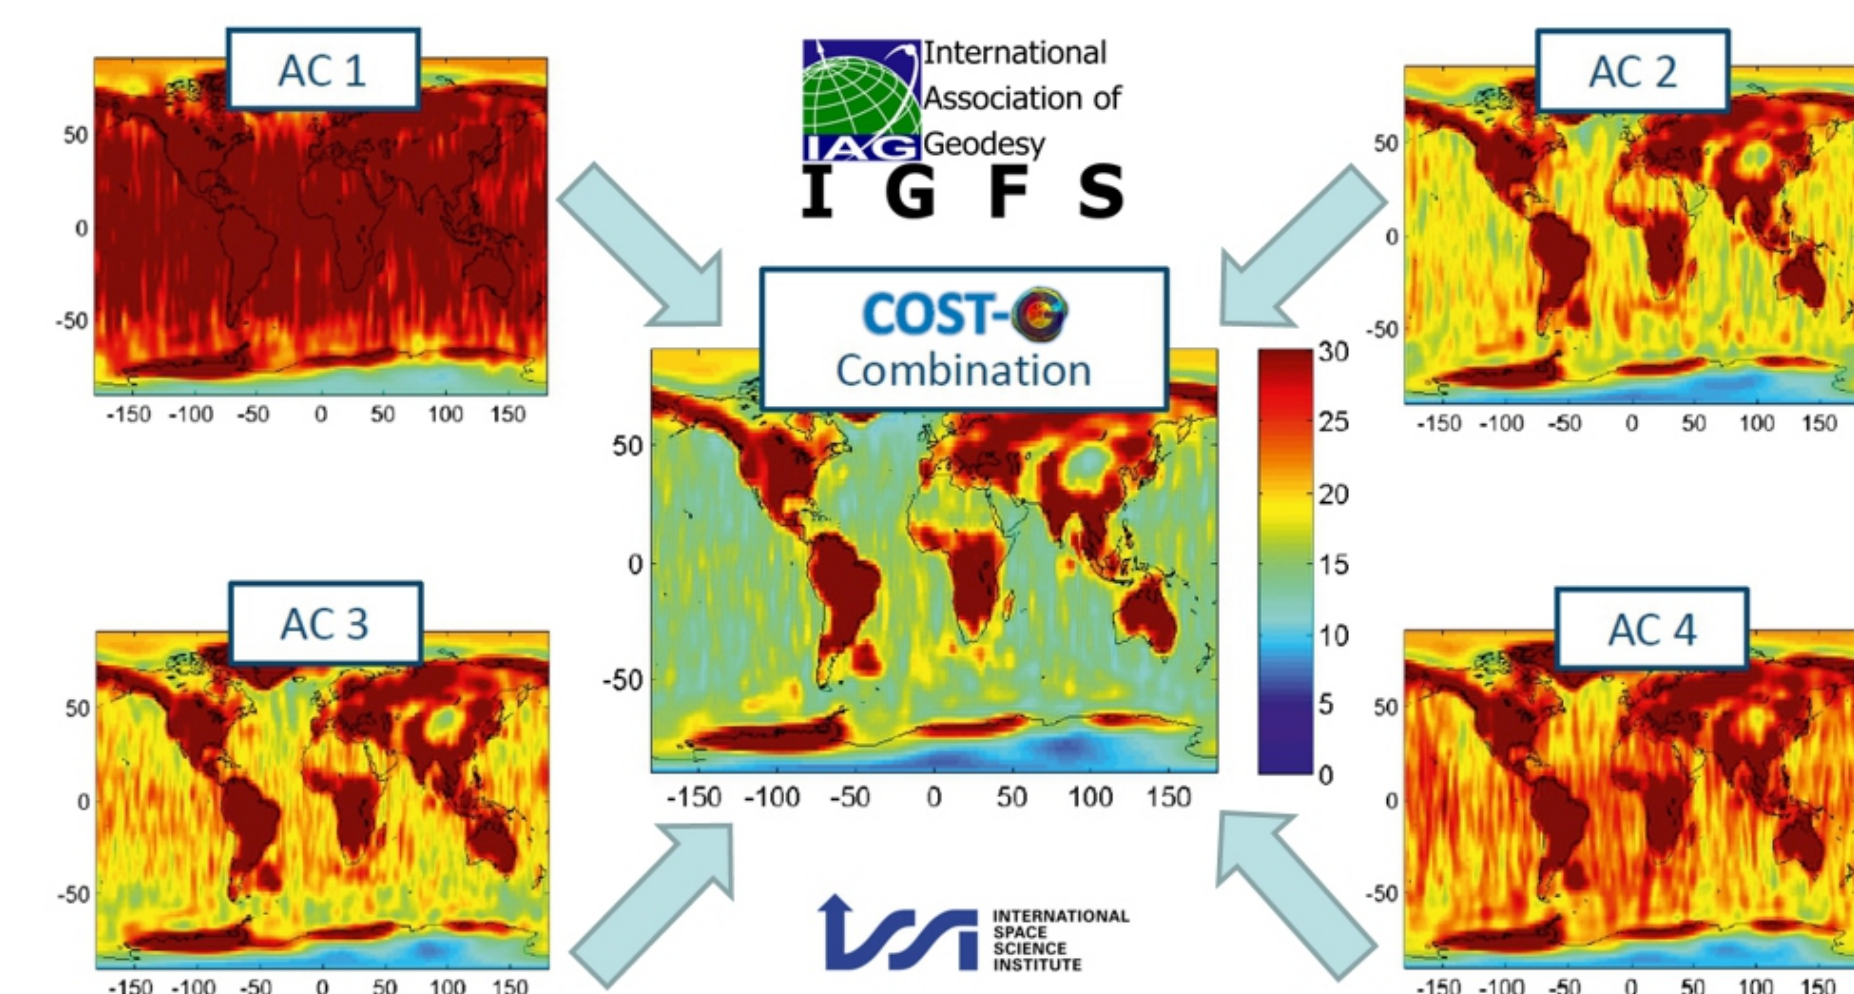 AC 1
50
0
-50
-150 -100 -50 0 50 100 150
International
Association of
Geodesy
IAG
I G F S
AC 2
50
0
-50
-150 -100 -50 0 50 100 150
COST-G
Combination
50
0
-50
-150 -100 -50 0 50 100 150
30
25
20
15
10
5
0
AC 3
50
0
-50
-150 -100 -50 0 50 100 150
AC 4
50
0
-50
-150 -100 -50 0 50 100 150
ISSI
INTERNATIONAL
SPACE
SCIENCE
INSTITUTE